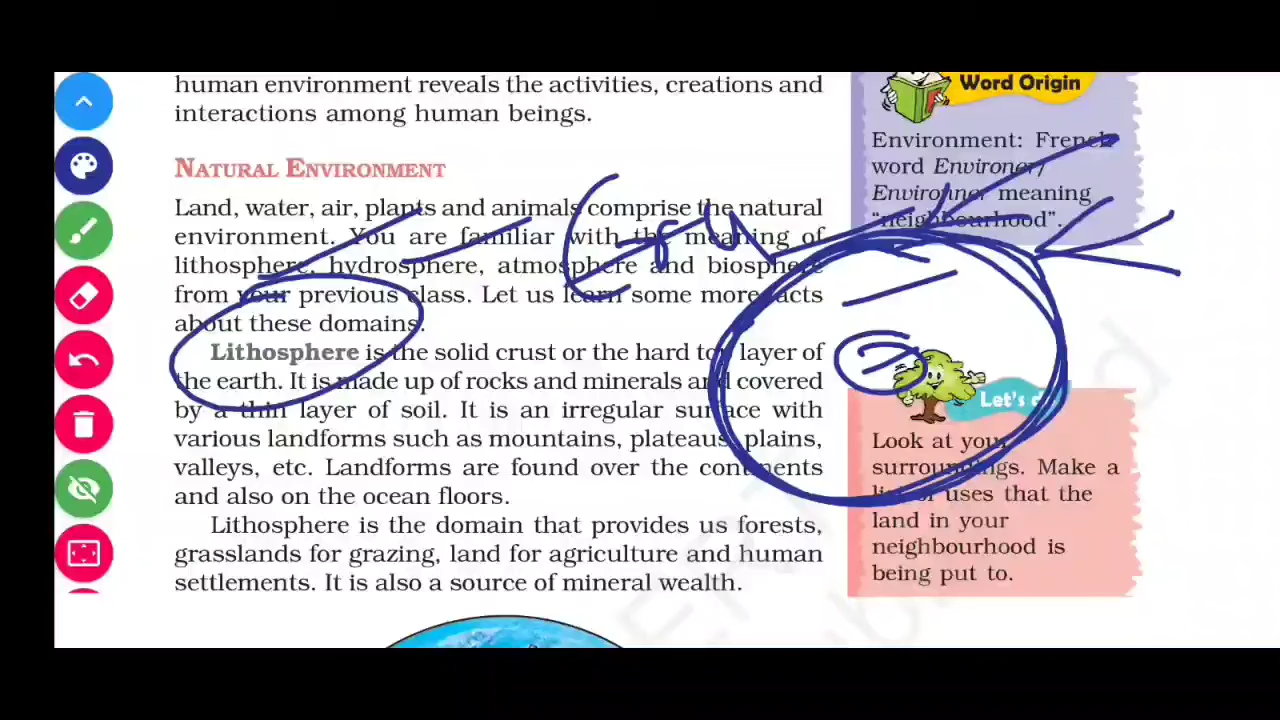 human environment reveals the activities, creations and
interactions among human beings.
NATURAL ENVIRONMENT
Land, water, air, plants and animals comprise the natural
environment. You are familiar with the meaning of
lithosphere, hydrosphere, atmosphere and biosphere
from your previous class. Let us learn some more facts
about these domains.
Lithosphere is the solid crust or the hard top layer of
the earth. It is made up of rocks and minerals and covered
by a thin layer of soil. It is an irregular surface with
various landforms such as mountains, plateaus, plains,
valleys, etc. Landforms are found over the continents
and also on the ocean floors.
Lithosphere is the domain that provides us forests,
grasslands for grazing, land for agriculture and human
settlements. It is also a source of mineral wealth.
Word Origin
Environment: French
word Environer/
Environner meaning
“neighbourhood”.
Let's do
Look at your
surroundings. Make a
list of uses that the
land in your
neighbourhood is
being put to.